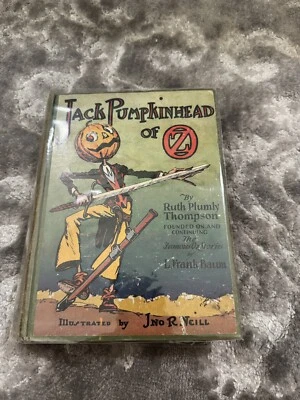 JACK PUMPKINHEAD
OF OZ
By
Ruth Plumly
Thompson
FOUNDED ON AND
CONTINUING
The
Famous Oz Stories
by
L. Frank Baum
ILLUSTRATED by JNO R. NEILL